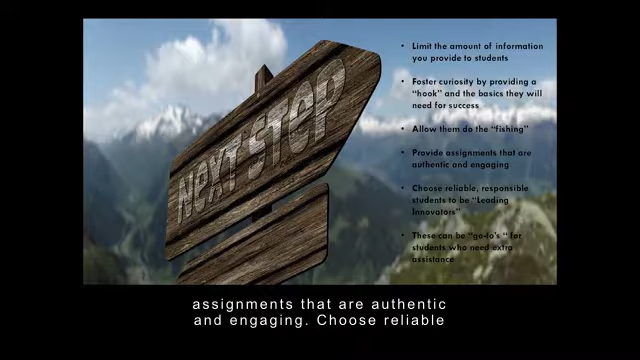 NEXT STEP
• Limit the amount of information
you provide to students
• Foster curiosity by providing a
"hook" and the basics they will
need for success
• Allow them do the "fishing"
• Provide assignments that are
authentic and engaging
• Choose reliable, responsible
students to be "Leading
Innovators"
• These can be "go-to's " for
students who need extra
assistance
assignments that are authentic
and engaging. Choose reliable